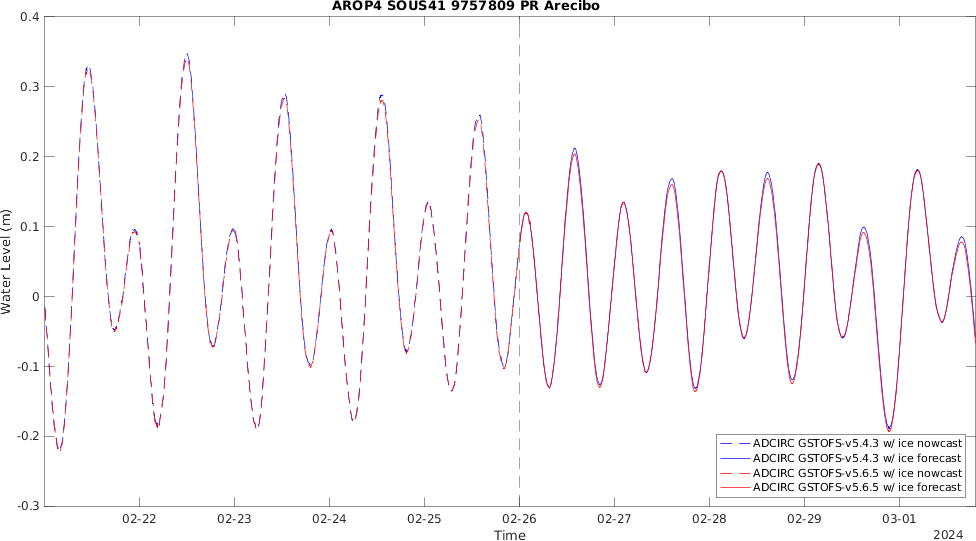 AROP4 SOUS41 9757809 PR Arecibo
0.4
0.3
0.2
0.1
0
-0.1
-0.2
-0.3
Water Level (m)
ADCIRC GSTOFS-v5.4.3 w/ ice nowcast
ADCIRC GSTOFS-v5.4.3 w/ ice forecast
ADCIRC GSTOFS-v5.6.5 w/ ice nowcast
ADCIRC GSTOFS-v5.6.5 w/ ice forecast
02-22 02-23 02-24 02-25 02-26 02-27 02-28 02-29 03-01
Time
2024